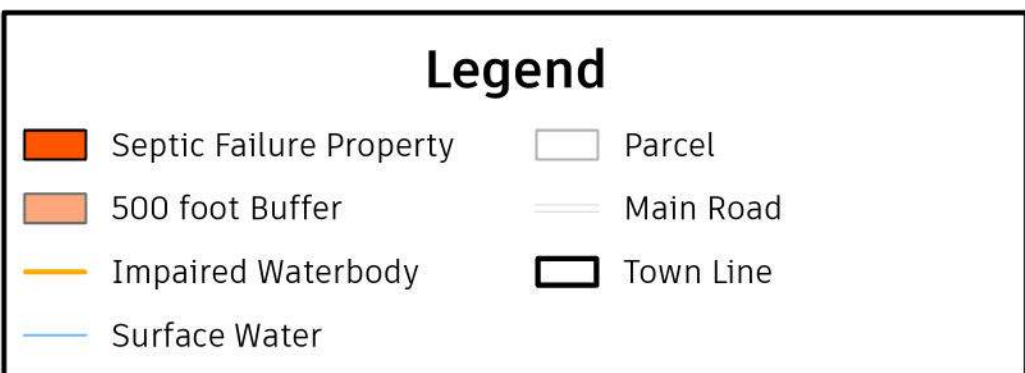 Legend
Septic Failure Property
500 foot Buffer
Impaired Waterbody
Surface Water
Parcel
Main Road
Town Line